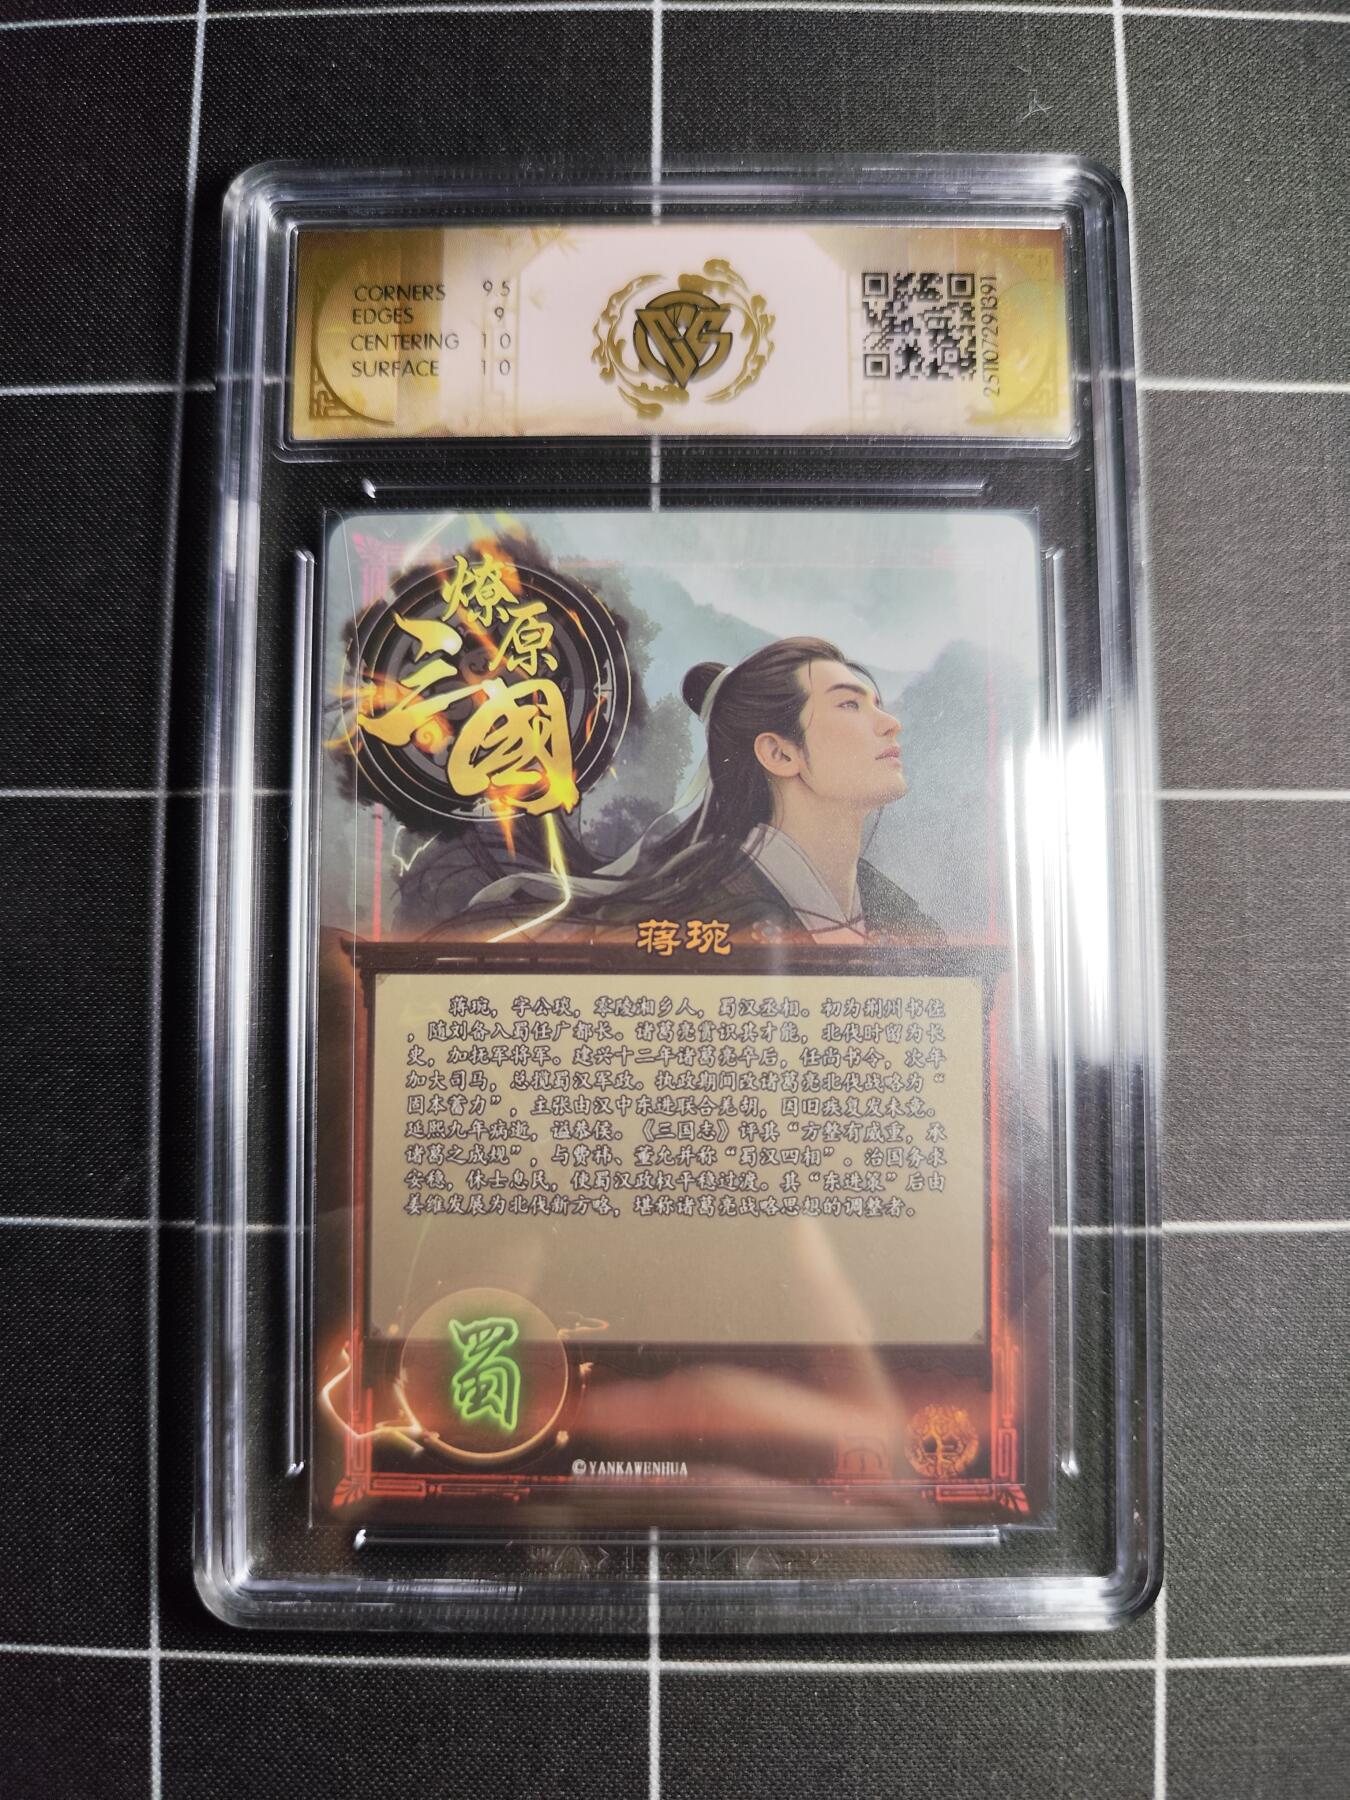 CORNERS 9.5
EDGES 9
CENTERING 10
SURFACE 10
CCS
251107291391
燎原
三國
蒋琬
蒋琬，字公琰，零陵湘乡人，蜀汉丞相。初为荆州书佐
，随刘备入蜀任广都长。诸葛亮赏识其才能，北伐时留为长
史，加抚军将军。建兴十二年诸葛亮卒后，任尚书令，次年
加大司马，总揽蜀汉军政。执政期间改诸葛亮北伐战略为“
固本蓄力”，主张由汉中东进联合羌胡，因旧疾复发未竟。
延熙九年病逝，谥恭侯。《三国志》评其“方整有威重，承
诸葛之成规”，与费祎、董允并称“蜀汉四相”。治国务求
安稳，休士息民，使蜀汉政权平稳过渡。其“东进策”后由
姜维发展为北伐新方略，堪称诸葛亮战略思想的调整者。
蜀
©YANKAWENHUA